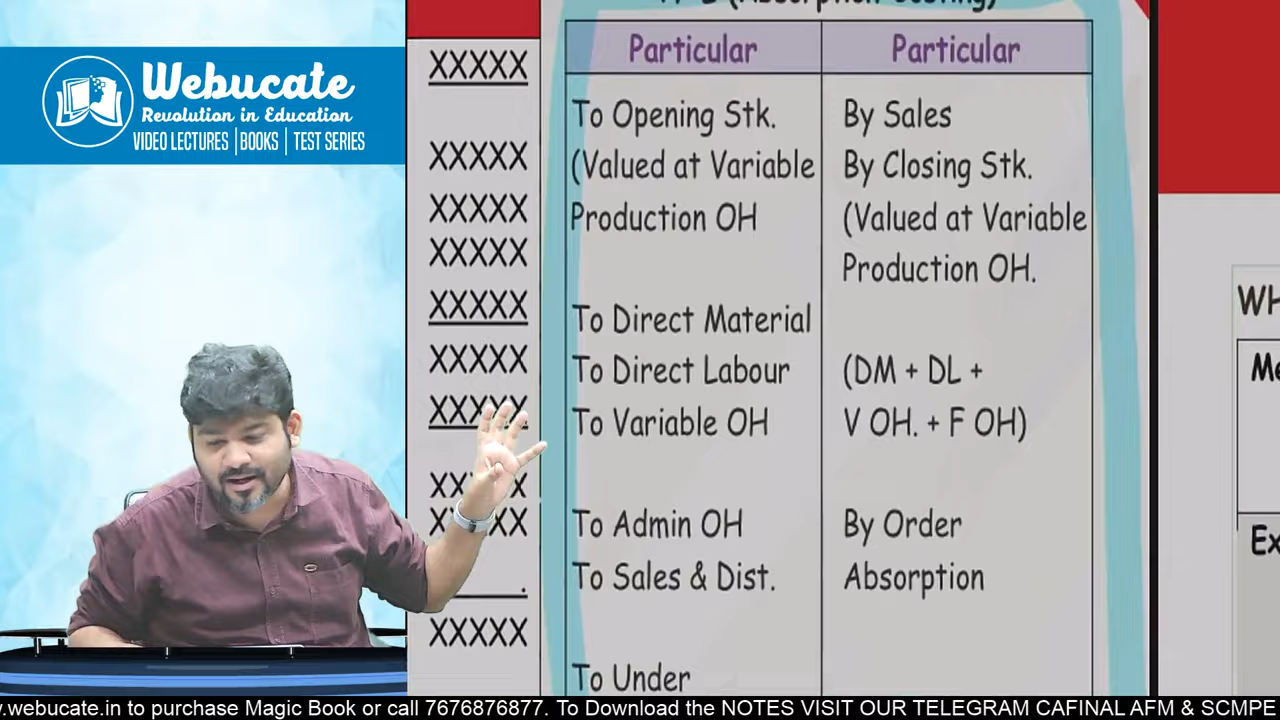 Webucate
Revolution in Education
VIDEO LECTURES | BOOKS | TEST SERIES
XXXXX
XXXXX
XXXXX
XXXXX
XXXXX
XXXXX
XXXXX
XXXXX
Particular
Particular
To Opening Stk.
(Valued at Variable
Production OH
To Direct Material
To Direct Labour
To Variable OH
To Admin OH
To Sales & Dist.
To Under
By Sales
By Closing Stk.
(Valued at Variable
Production OH.
(DM + DL +
V OH. + F OH)
By Order
Absorption
.webucate.in to purchase Magic Book or call 7676876877. To Download the NOTES VISIT OUR TELEGRAM CAFINAL AFM & SCMPE